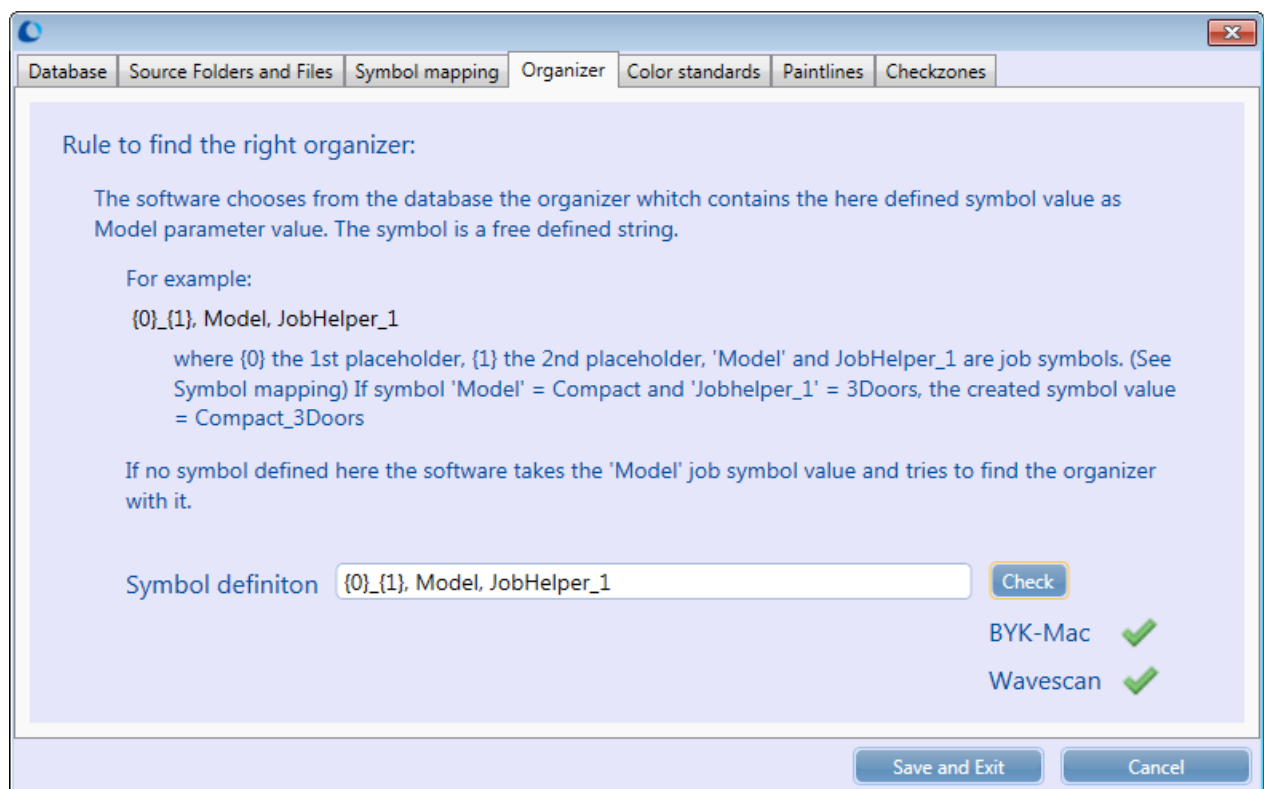 Database Source Folders and Files Symbol mapping Organizer Color standards Paintlines Checkzones
Rule to find the right organizer:
The software chooses from the database the organizer whitch contains the here defined symbol value as
Model parameter value. The symbol is a free defined string.
For example:
{0}_{1}, Model, JobHelper_1
where {0} the 1st placeholder, {1} the 2nd placeholder, 'Model' and JobHelper_1 are job symbols. (See
Symbol mapping) If symbol 'Model' = Compact and 'Jobhelper_1' = 3Doors, the created symbol value
= Compact_3Doors
If no symbol defined here the software takes the 'Model' job symbol value and tries to find the organizer
with it.
Symbol definiton {0}_{1}, Model, JobHelper_1 Check
BYK-Mac
Wavescan
Save and Exit Cancel